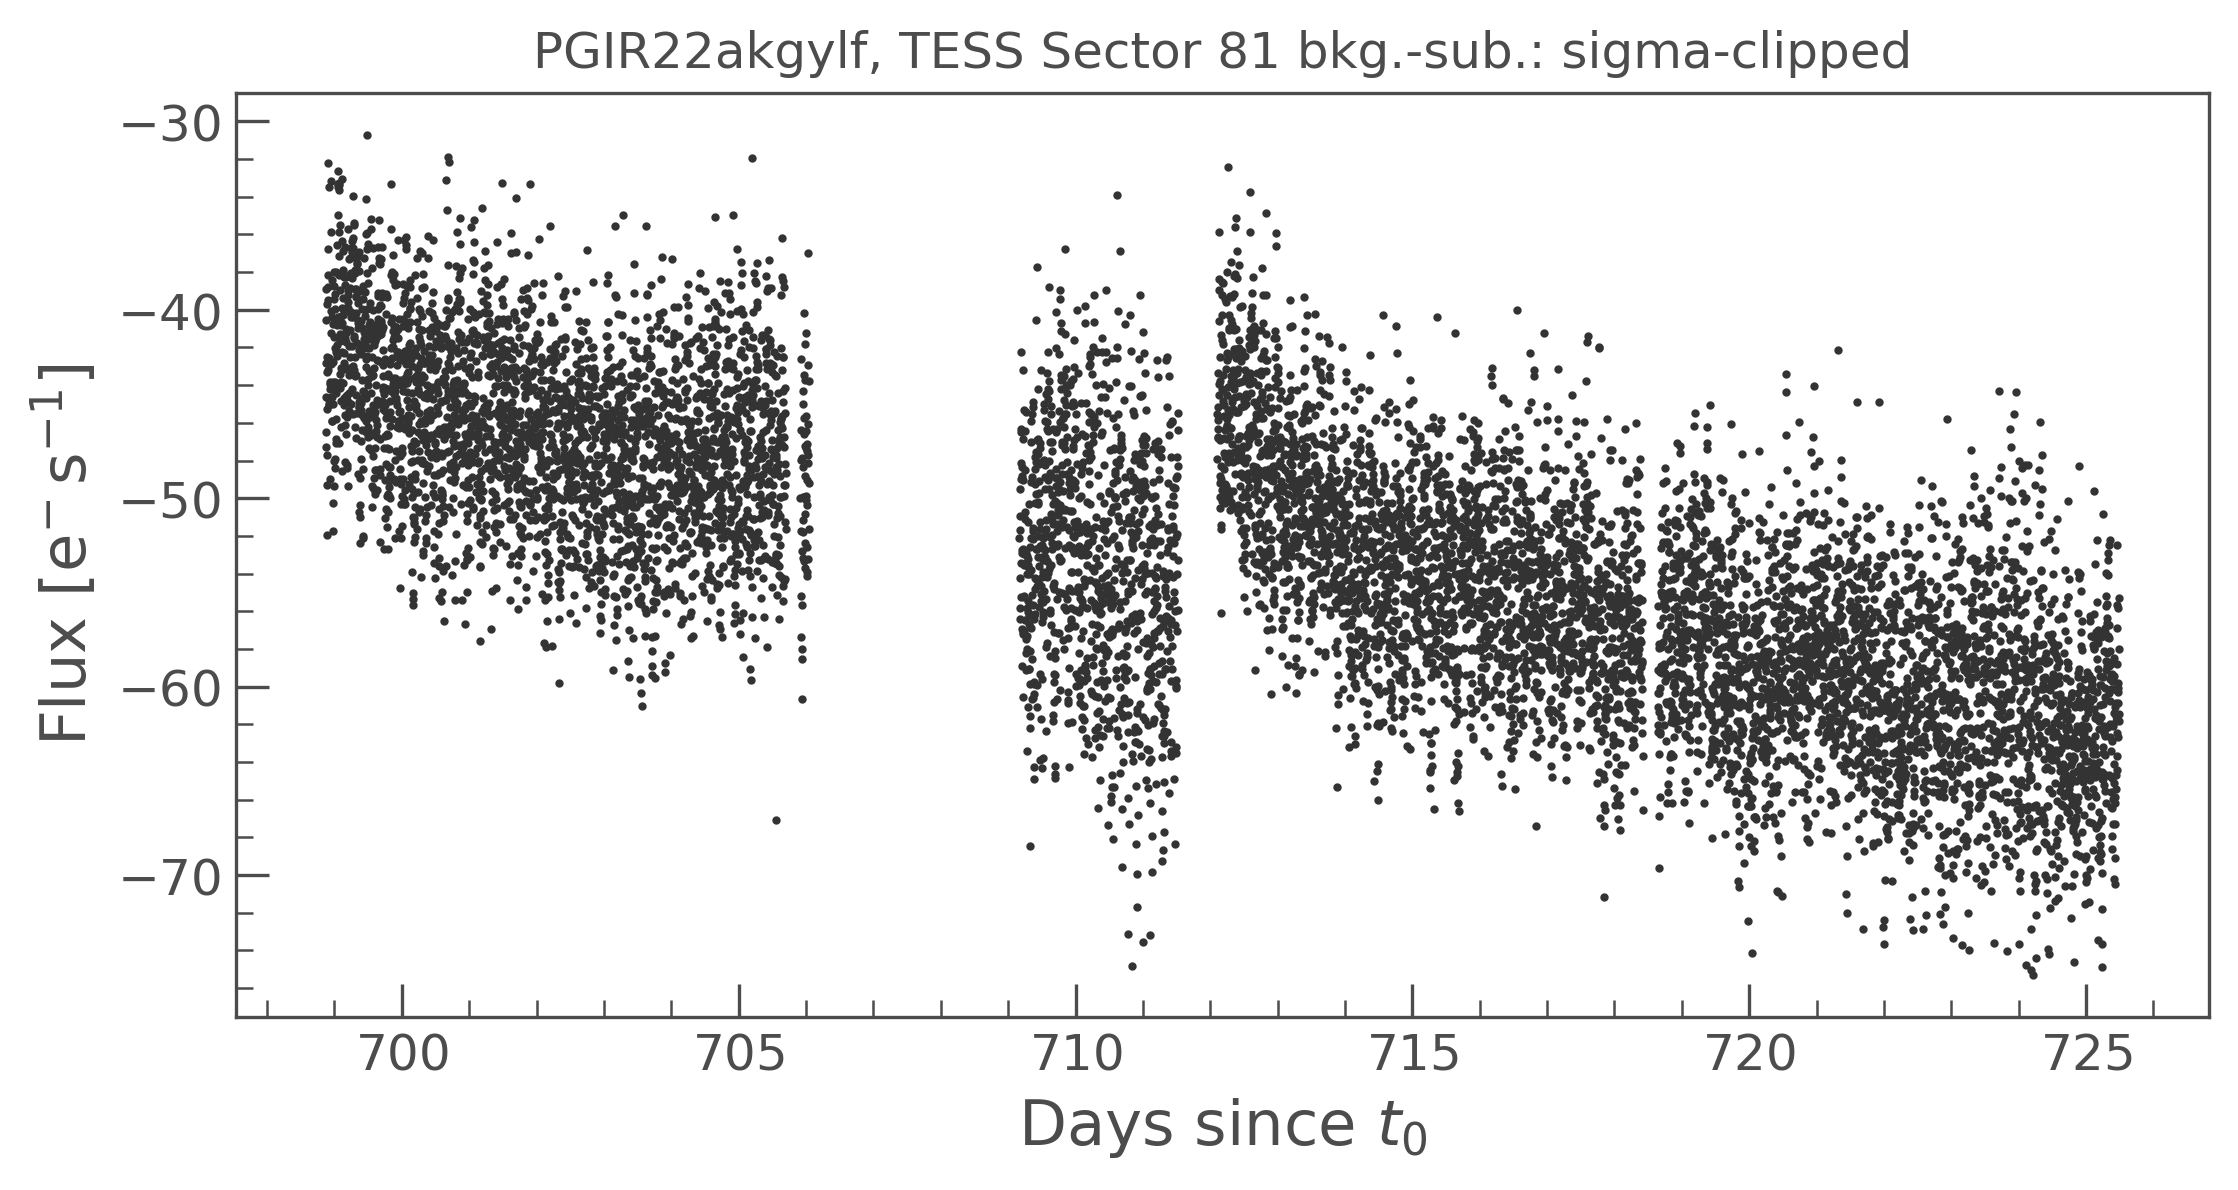 PGIR22akgylf, TESS Sector 81 bkg.-sub.: sigma-clipped
Flux [e⁻ s⁻¹]
−30
−40
−50
−60
−70
700 705 710 715 720 725
Days since t₀